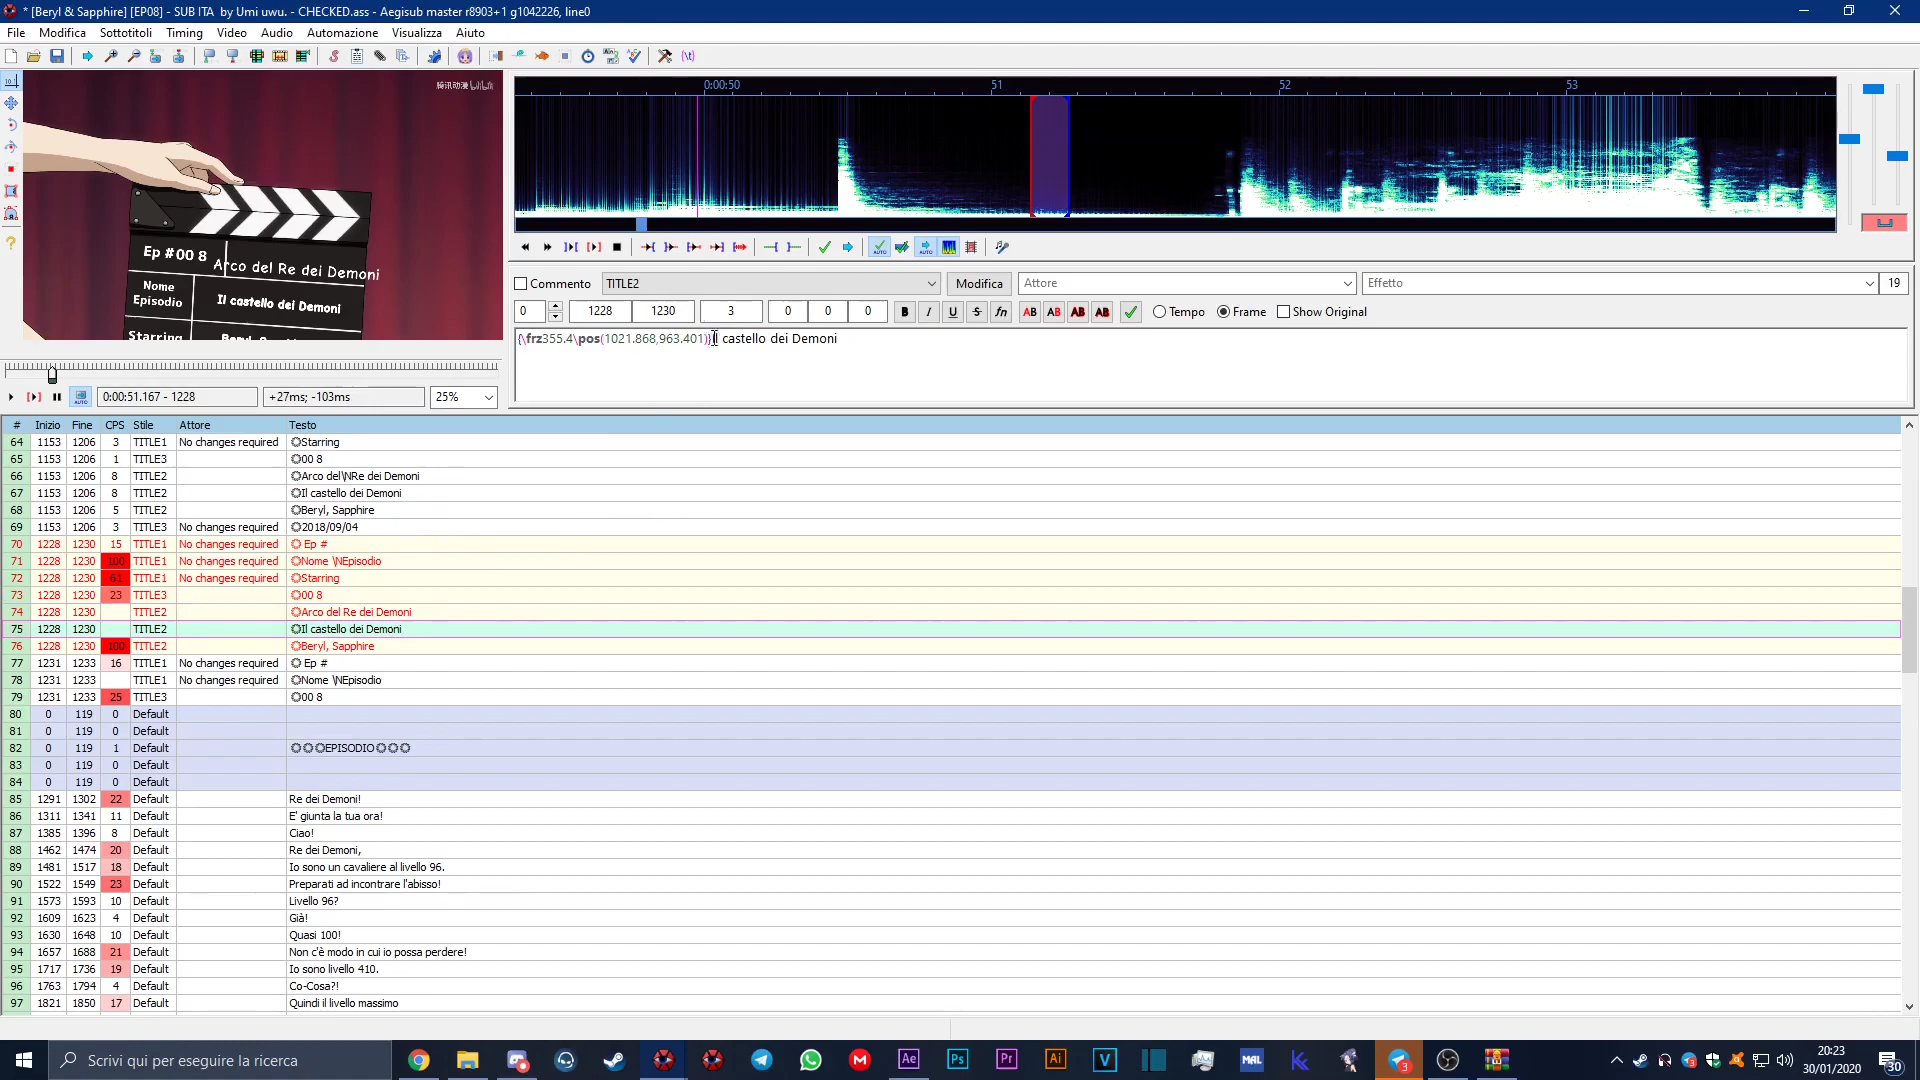 * [Beryl & Sapphire] [EP08] - SUB ITA  by Umi uwu. - CHECKED.ass - Aegisub master r8903+1 g1042226, line0
File Modifica Sottotitoli Timing Video Audio Automazione Visualizza Aiuto
腾讯动漫 bilibili
Ep #00 8
Arco del Re dei Demoni
Nome
Episodio
Il castello dei Demoni
Starring
0:00:50 51 52 53
Commento TITLE2 Modifica Attore Effetto 19
0 1228 1230 3 0 0 0 B I U S fn AB AB AB AB Tempo Frame Show Original
{\frz355.4\pos(1021.868,963.401)}Il castello dei Demoni
AUTO 0:00:51.167 - 1228 +27ms; -103ms 25%
# Inizio Fine CPS Stile Attore Testo
64 1153 1206 3 TITLE1 No changes required ۞Starring
65 1153 1206 1 TITLE3 ۞00 8
66 1153 1206 8 TITLE2 ۞Arco del\NRe dei Demoni
67 1153 1206 8 TITLE2 ۞Il castello dei Demoni
68 1153 1206 5 TITLE2 ۞Beryl, Sapphire
69 1153 1206 3 TITLE3 No changes required ۞2018/09/04
70 1228 1230 15 TITLE1 No changes required ۞ Ep #
71 1228 1230 100 TITLE1 No changes required ۞Nome \NEpisodio
72 1228 1230 61 TITLE1 No changes required ۞Starring
73 1228 1230 23 TITLE3 ۞00 8
74 1228 1230 TITLE2 ۞Arco del Re dei Demoni
75 1228 1230 TITLE2 ۞Il castello dei Demoni
76 1228 1230 100 TITLE2 ۞Beryl, Sapphire
77 1231 1233 16 TITLE1 No changes required ۞ Ep #
78 1231 1233 TITLE1 No changes required ۞Nome \NEpisodio
79 1231 1233 25 TITLE3 ۞00 8
80 0 119 0 Default
81 0 119 0 Default
82 0 119 1 Default ۞۞۞EPISODIO۞۞۞
83 0 119 0 Default
84 0 119 0 Default
85 1291 1302 22 Default Re dei Demoni!
86 1311 1341 11 Default E' giunta la tua ora!
87 1385 1396 8 Default Ciao!
88 1462 1474 20 Default Re dei Demoni,
89 1481 1517 18 Default Io sono un cavaliere al livello 96.
90 1522 1549 23 Default Preparati ad incontrare l'abisso!
91 1573 1593 10 Default Livello 96?
92 1609 1623 4 Default Già!
93 1630 1648 10 Default Quasi 100!
94 1657 1688 21 Default Non c'è modo in cui io possa perdere!
95 1717 1736 19 Default Io sono livello 410.
96 1763 1794 4 Default Co-Cosa?!
97 1821 1850 17 Default Quindi il livello massimo
Scrivi qui per eseguire la ricerca
Ae Ps Pr Ai V MAL K 3
20:23
30/01/2020
30